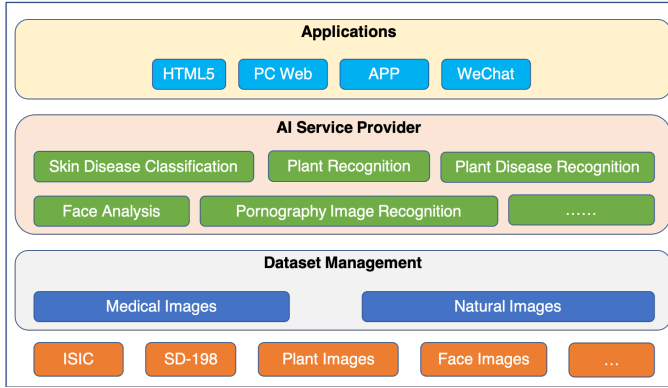 Applications
HTML5 PC Web APP WeChat
AI Service Provider
Skin Disease Classification Plant Recognition Plant Disease Recognition
Face Analysis Pornography Image Recognition ......
Dataset Management
Medical Images Natural Images
ISIC SD-198 Plant Images Face Images ...